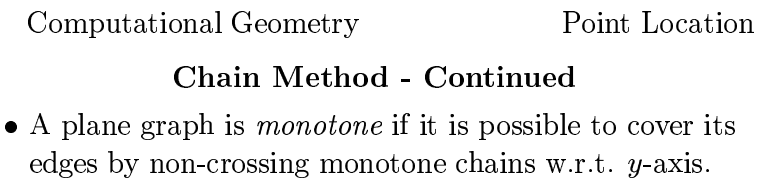 Computational Geometry Point Location
Chain Method - Continued
• A plane graph is monotone if it is possible to cover its
edges by non-crossing monotone chains w.r.t. y-axis.